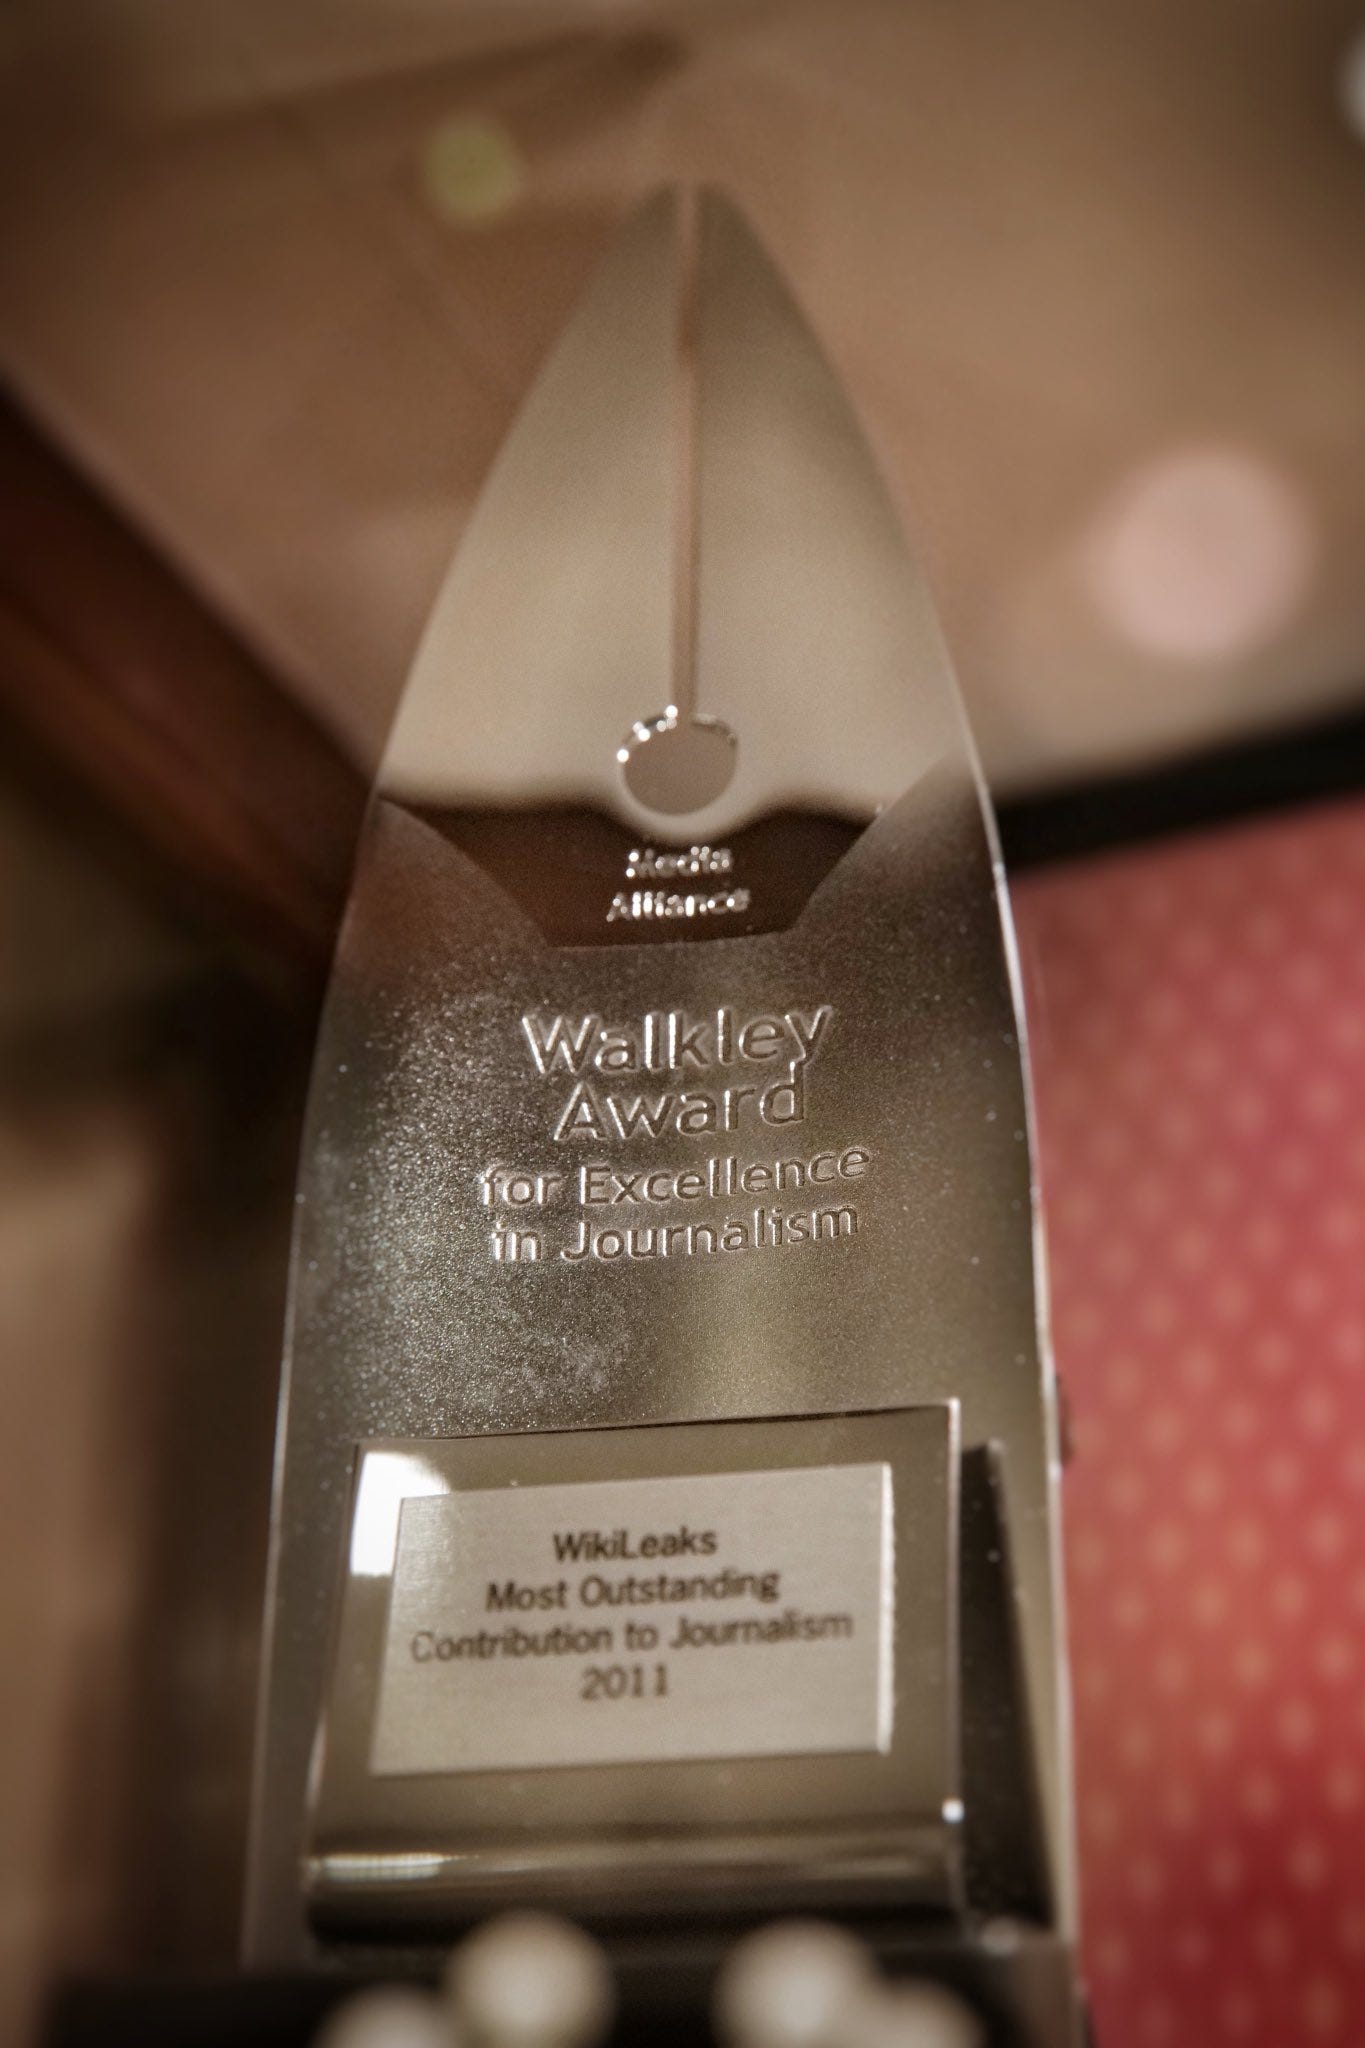 Media
Alliance
Walkley
Award
for Excellence
in Journalism
WikiLeaks
Most Outstanding
Contribution to Journalism
2011